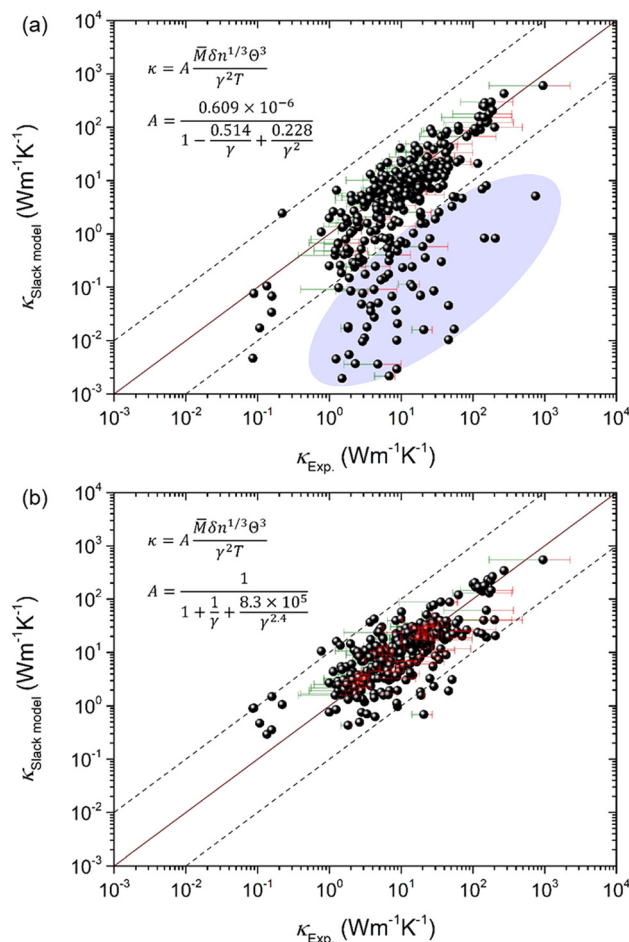 (a)
κ = A M̄δn^{1/3}Θ^3 / γ^2T
A = 0.609 × 10^{-6} / 1 − 0.514/γ + 0.228/γ^2
κ_{Slack model} (Wm^{-1}K^{-1})
10^4
10^3
10^2
10^1
10^0
10^{-1}
10^{-2}
10^{-3}
10^{-3} 10^{-2} 10^{-1} 10^0 10^1 10^2 10^3 10^4
κ_{Exp.} (Wm^{-1}K^{-1})
(b)
κ = A M̄δn^{1/3}Θ^3 / γ^2T
A = 1 / 1 + 1/γ + 8.3 × 10^5/γ^{2.4}
κ_{Slack model} (Wm^{-1}K^{-1})
10^4
10^3
10^2
10^1
10^0
10^{-1}
10^{-2}
10^{-3}
10^{-3} 10^{-2} 10^{-1} 10^0 10^1 10^2 10^3 10^4
κ_{Exp.} (Wm^{-1}K^{-1})